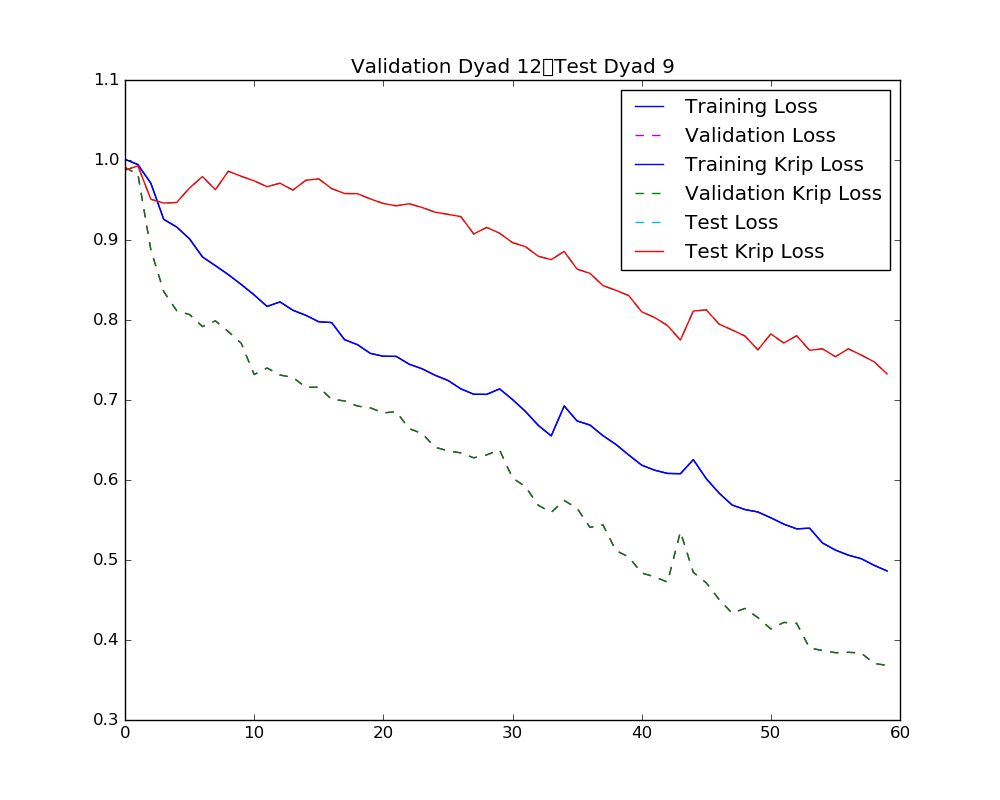 Validation Dyad 12▯Test Dyad 9
1.1
1.0
0.9
0.8
0.7
0.6
0.5
0.4
0.3
0 10 20 30 40 50 60
Training Loss
Validation Loss
Training Krip Loss
Validation Krip Loss
Test Loss
Test Krip Loss